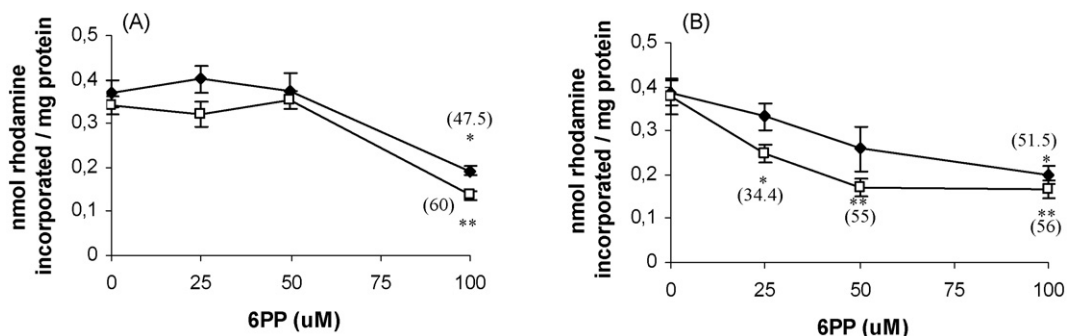 (A)
nmol rhodamine
incorporated / mg protein
0,5
0,4
0,3
0,2
0,1
0
(47.5)
*
(60)
**
0 25 50 75 100
6PP (uM)
(B)
nmol rhodamine
incorporated / mg protein
0,5
0,4
0,3
0,2
0,1
0
(51.5)
*
*
(34.4)
**
(55)
**
(56)
0 25 50 75 100
6PP (uM)